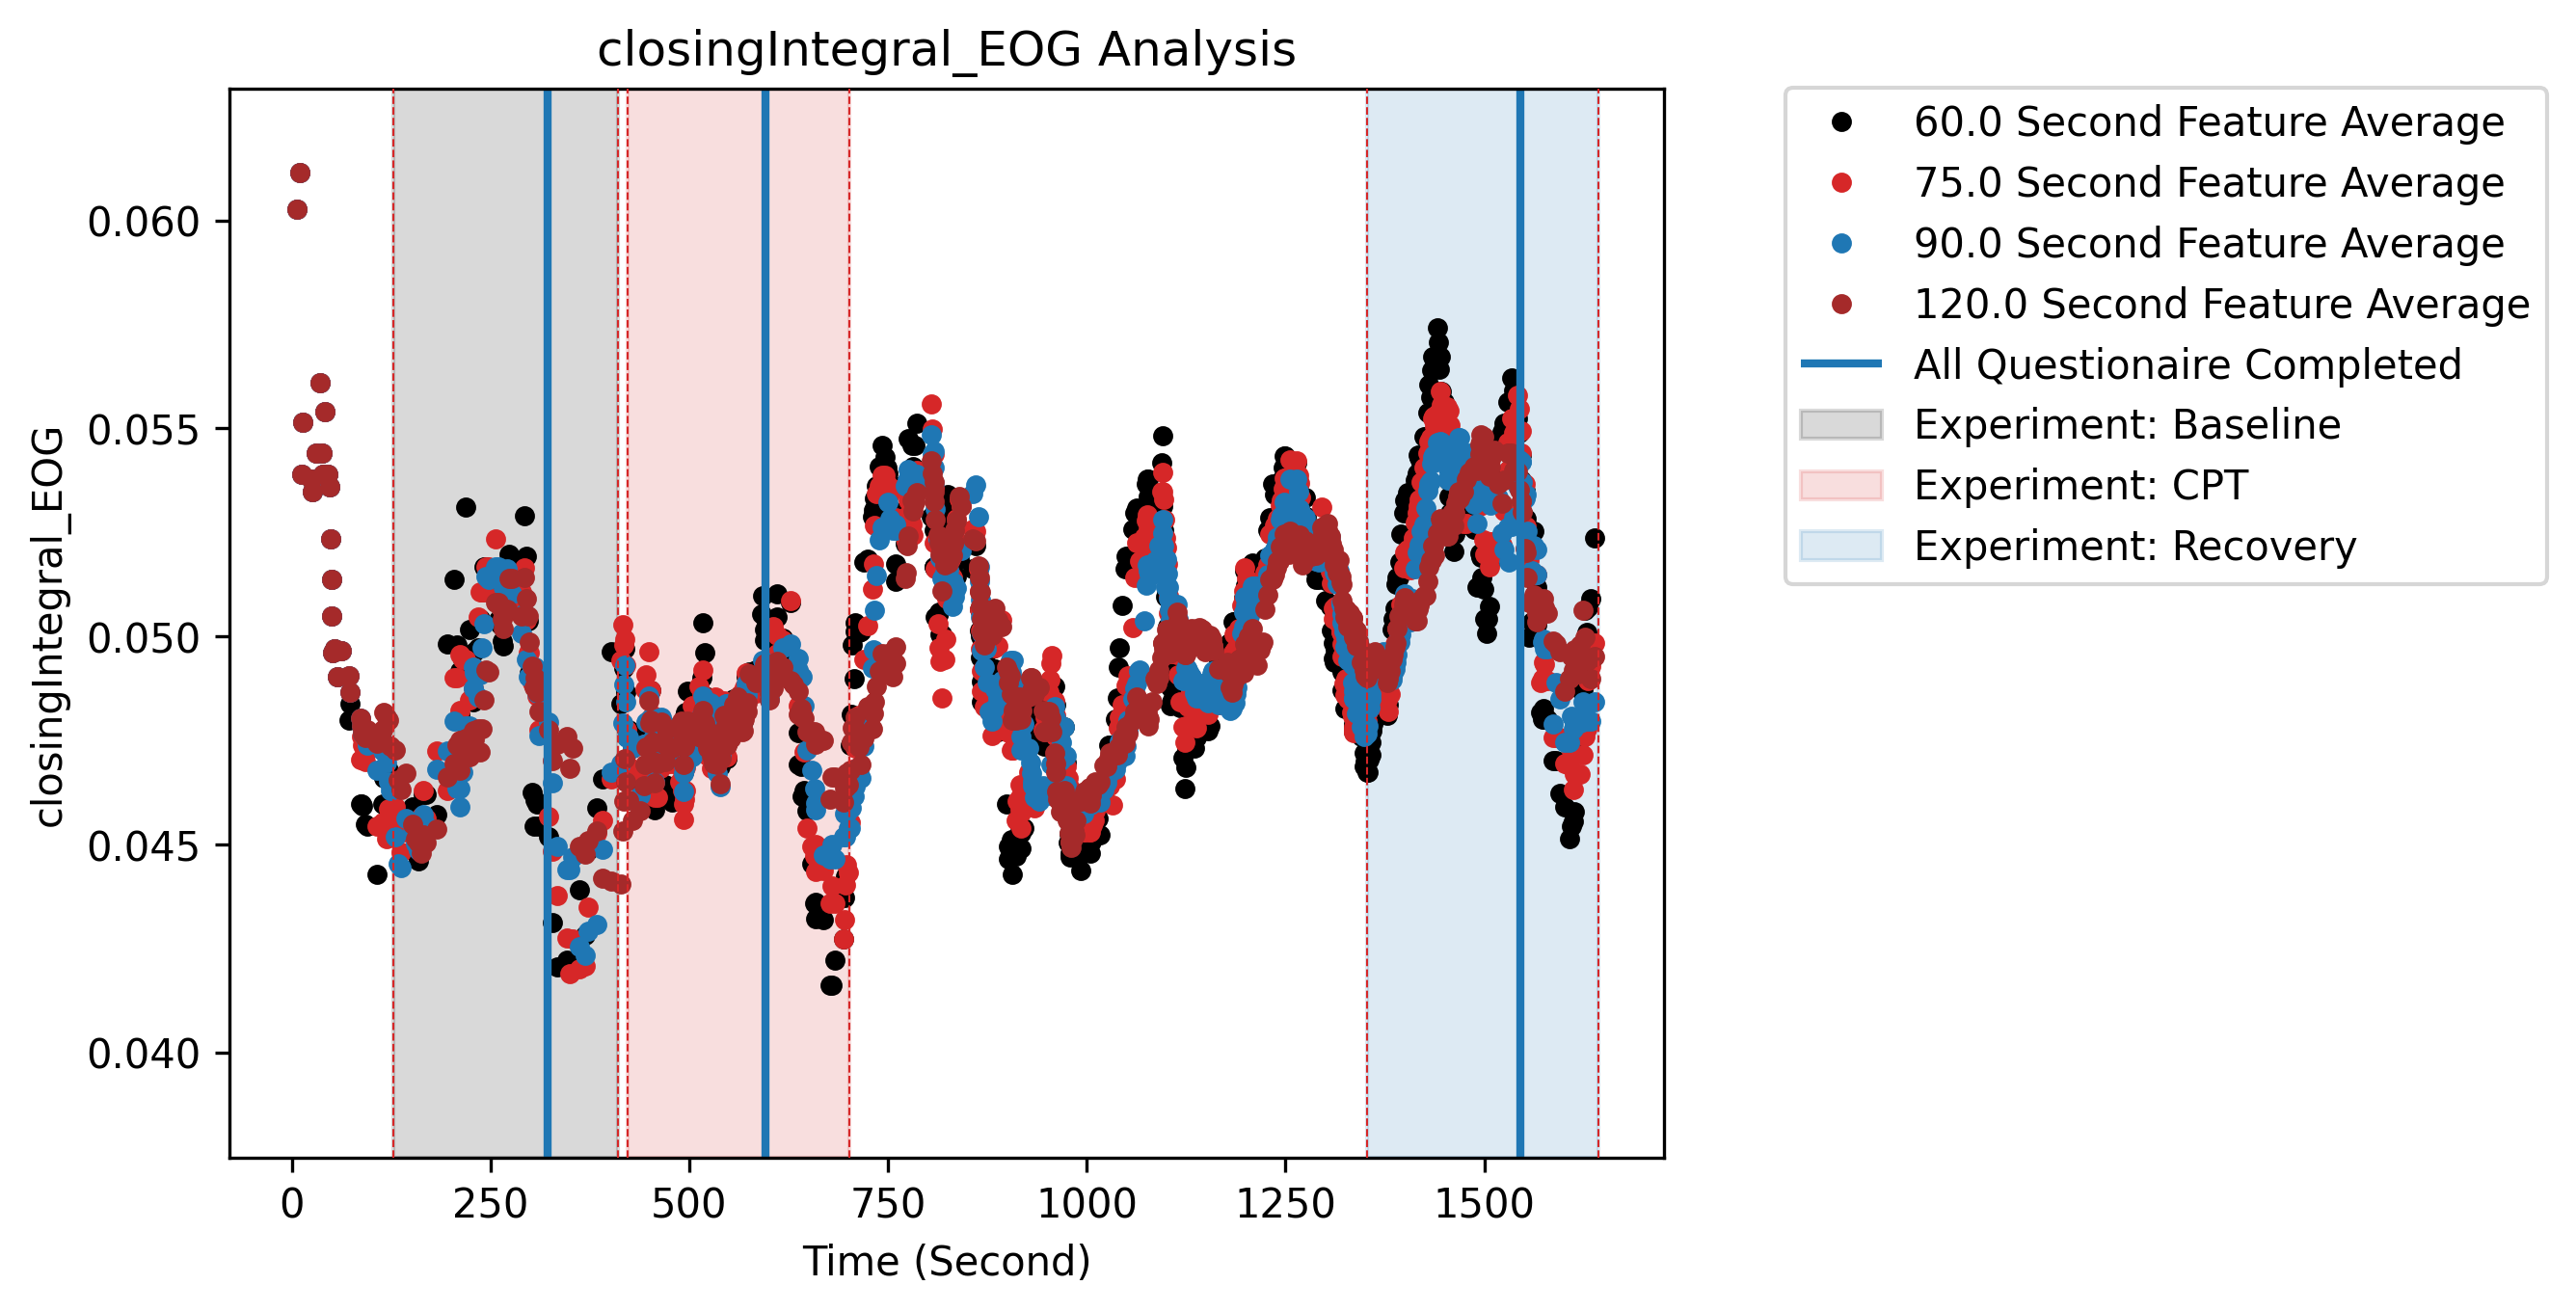 closingIntegral_EOG Analysis
closingIntegral_EOG
0.060
0.055
0.050
0.045
0.040
0 250 500 750 1000 1250 1500
Time (Second)
60.0 Second Feature Average
75.0 Second Feature Average
90.0 Second Feature Average
120.0 Second Feature Average
All Questionaire Completed
Experiment: Baseline
Experiment: CPT
Experiment: Recovery